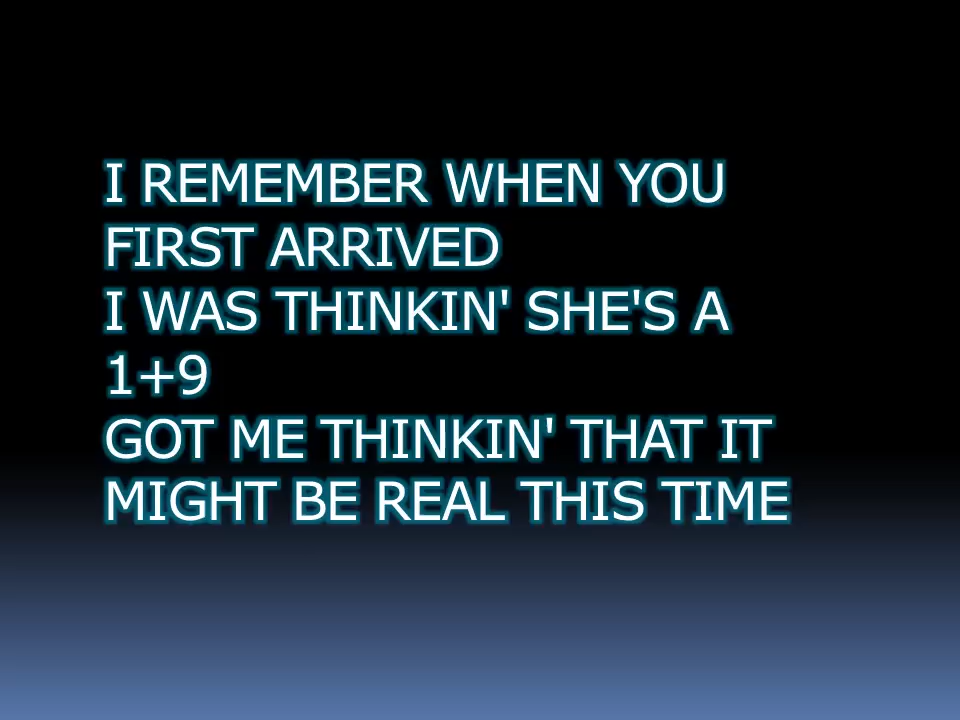 I REMEMBER WHEN YOU
FIRST ARRIVED
I WAS THINKIN' SHE'S A
1+9
GOT ME THINKIN' THAT IT
MIGHT BE REAL THIS TIME